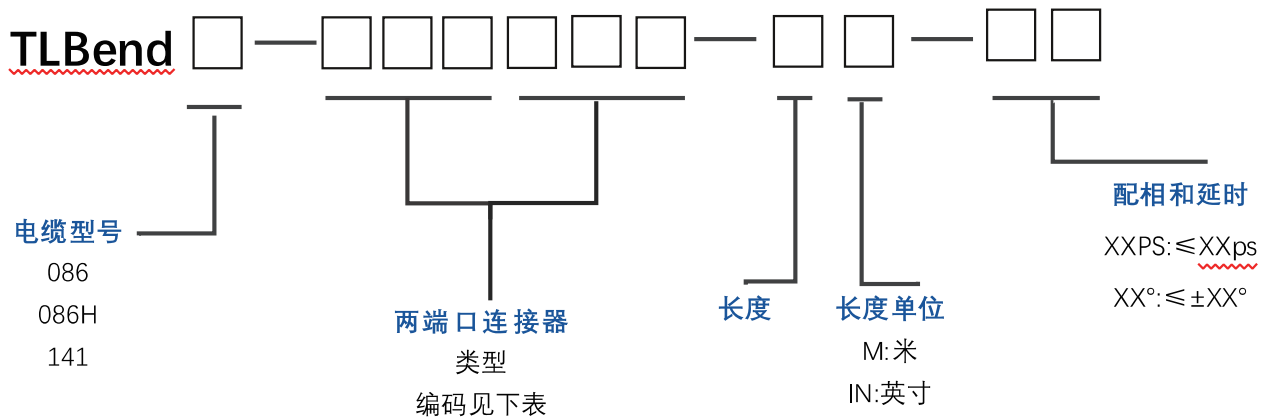 TLBend
电缆型号
086
086H
141
两端口连接器
类型
编码见下表
长度
长度单位
M:米
IN:英寸
配相和延时
XXPS:≤XXps
XX°:≤±XX°